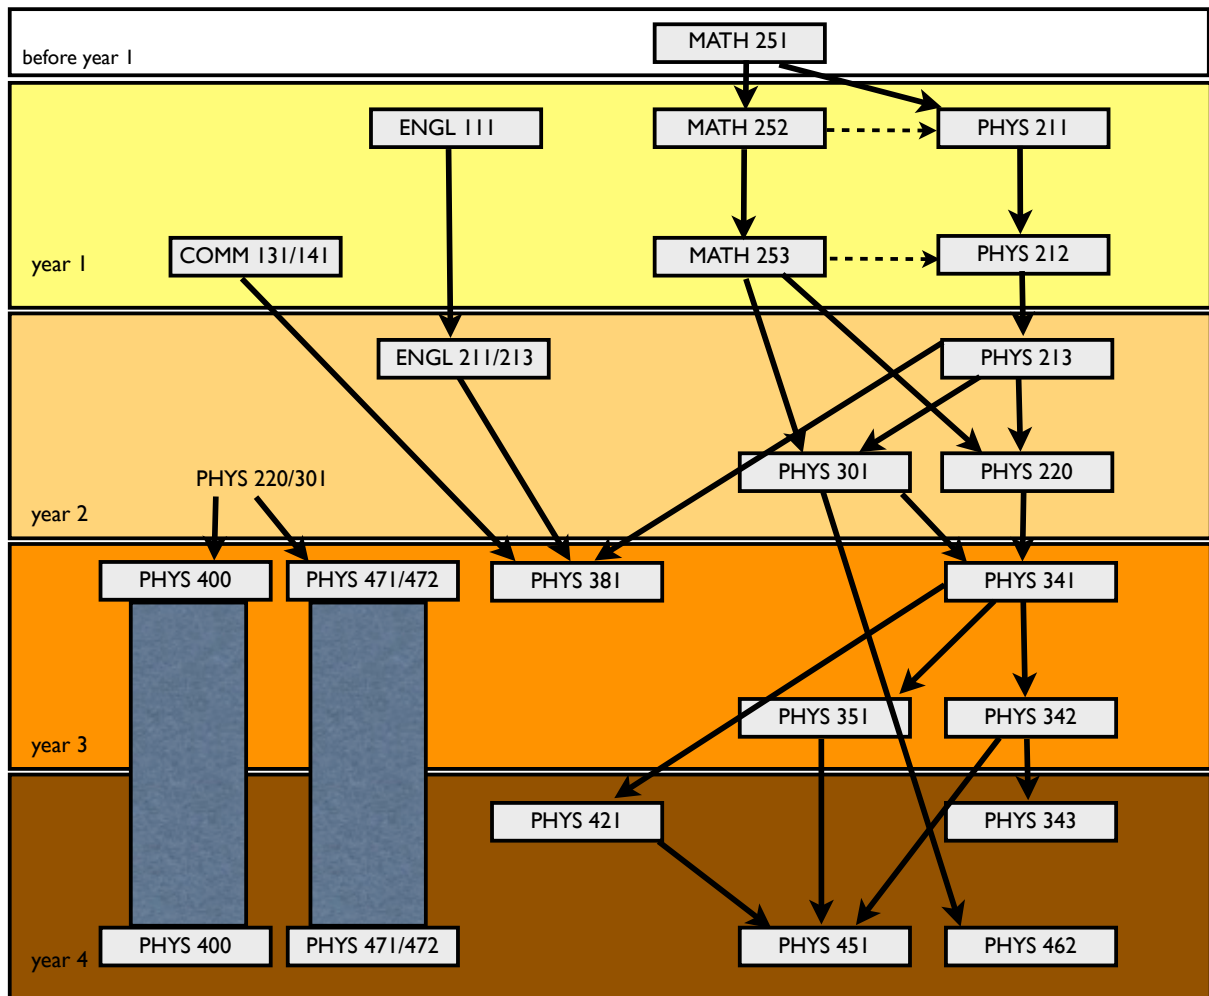 MATH 251
before year 1
ENGL 111
MATH 252
PHYS 211
COMM 131/141
MATH 253
PHYS 212
year 1
ENGL 211/213
PHYS 213
PHYS 301
PHYS 220
PHYS 220/301
year 2
PHYS 400
PHYS 471/472
PHYS 381
PHYS 341
PHYS 351
PHYS 342
year 3
PHYS 421
PHYS 343
PHYS 400
PHYS 471/472
PHYS 451
PHYS 462
year 4